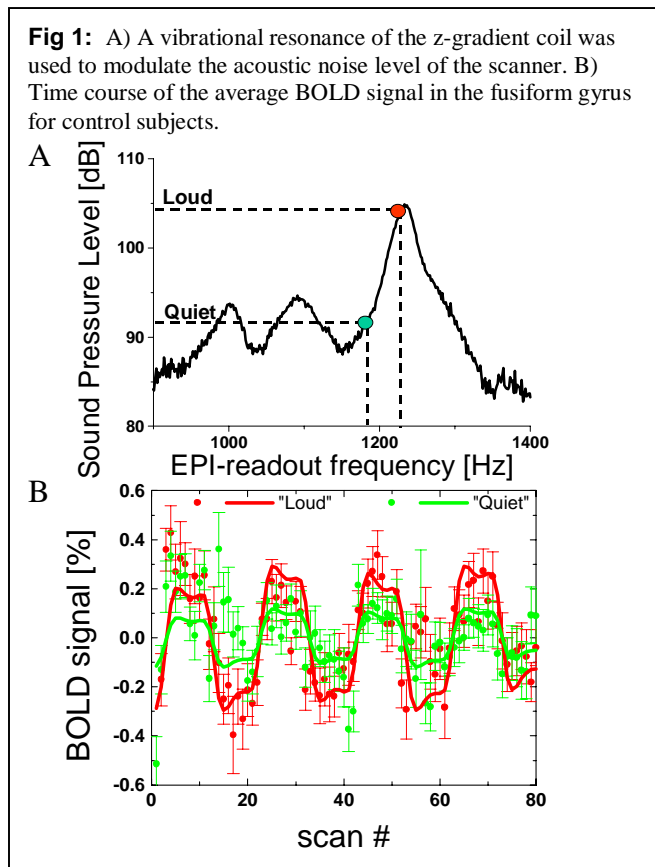 Fig 1: A) A vibrational resonance of the z-gradient coil was
used to modulate the acoustic noise level of the scanner. B)
Time course of the average BOLD signal in the fusiform gyrus
for control subjects.
A
Sound Pressure Level [dB]
110
100
90
80
Loud
Quiet
1000
1200
1400
EPI-readout frequency [Hz]
B
BOLD signal [%]
0.6
0.4
0.2
0.0
-0.2
-0.4
-0.6
"Loud"
"Quiet"
0
20
40
60
80
scan #